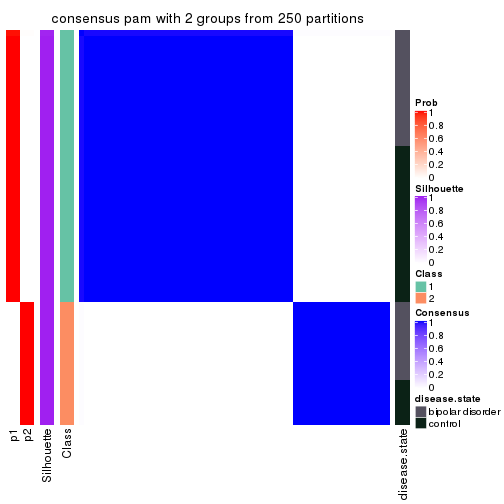 consensus pam with 2 groups from 250 partitions
Prob
1
0.8
0.6
0.4
0.2
0
Silhouette
1
0.8
0.6
0.4
0.2
0
Class
1
2
Consensus
1
0.8
0.6
0.4
0.2
0
disease.state
bipolar disorder
control
p1
p2
Silhouette
Class
disease.state